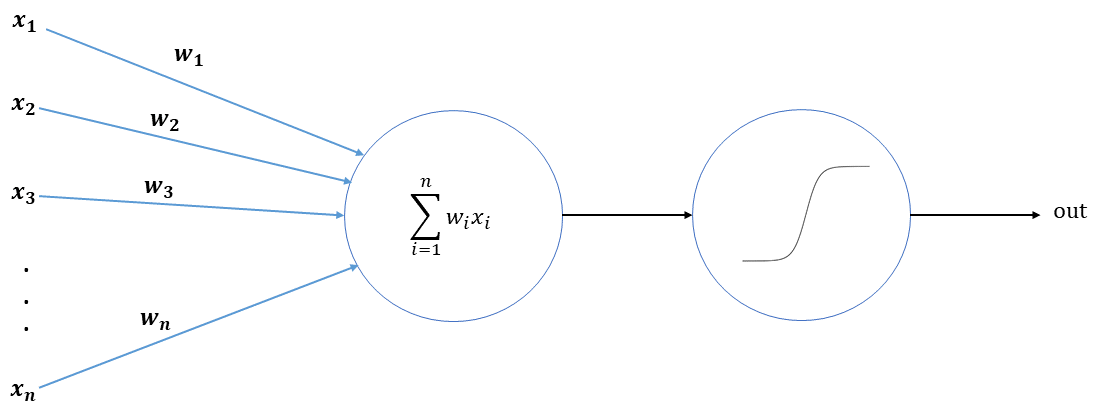 x₁
w₁
x₂
w₂
x₃
w₃
.
.
.
wₙ
xₙ
n
∑ wᵢxᵢ
i=1
out